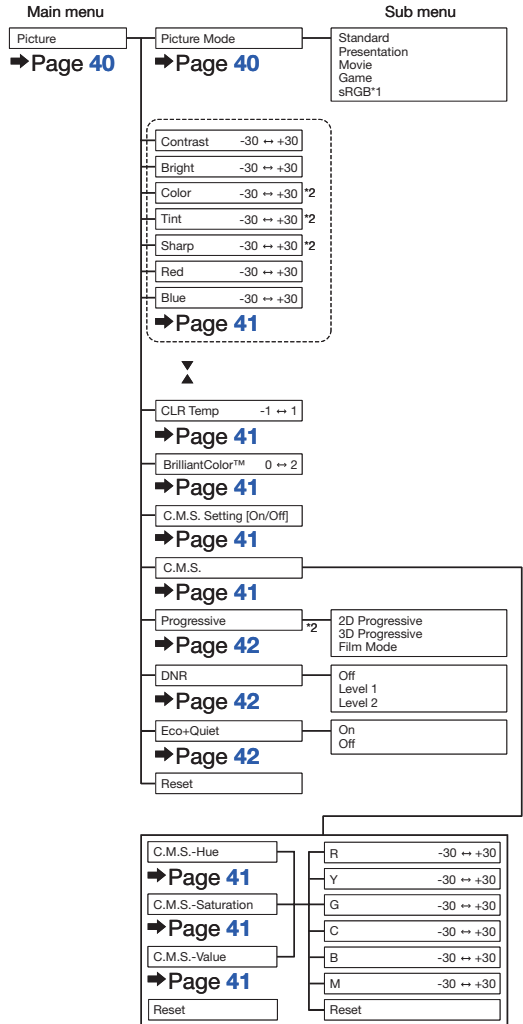 Main menu
Sub menu
Picture
➡Page 40
Picture Mode
➡Page 40
Standard
Presentation
Movie
Game
sRGB*1
Contrast -30 ↔ +30
Bright -30 ↔ +30
Color -30 ↔ +30 *2
Tint -30 ↔ +30 *2
Sharp -30 ↔ +30 *2
Red -30 ↔ +30
Blue -30 ↔ +30
➡Page 41
CLR Temp -1 ↔ 1
➡Page 41
BrilliantColor™ 0 ↔ 2
➡Page 41
C.M.S. Setting [On/Off]
➡Page 41
C.M.S.
➡Page 41
Progressive *2
➡Page 42
2D Progressive
3D Progressive
Film Mode
DNR
➡Page 42
Off
Level 1
Level 2
Eco+Quiet
➡Page 42
On
Off
Reset
C.M.S.-Hue
➡Page 41
C.M.S.-Saturation
➡Page 41
C.M.S.-Value
➡Page 41
Reset
R -30 ↔ +30
Y -30 ↔ +30
G -30 ↔ +30
C -30 ↔ +30
B -30 ↔ +30
M -30 ↔ +30
Reset